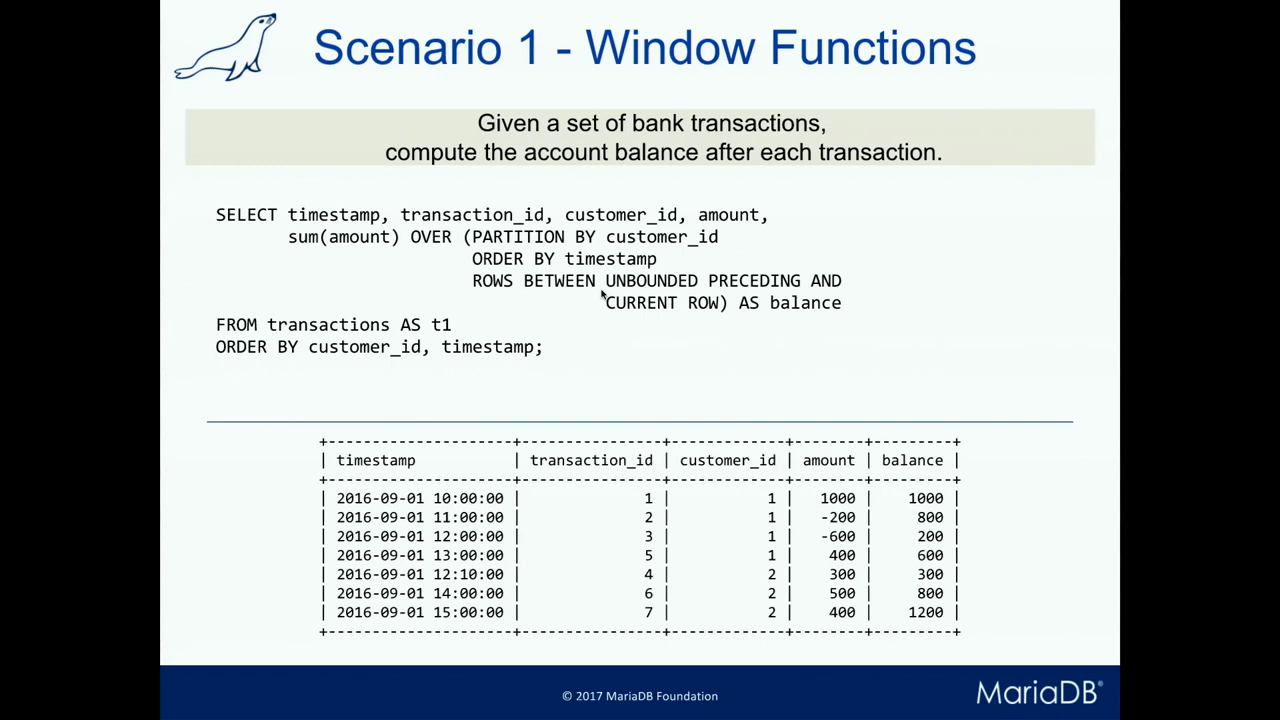 Scenario 1 - Window Functions
Given a set of bank transactions,
compute the account balance after each transaction.
SELECT timestamp, transaction_id, customer_id, amount,
       sum(amount) OVER (PARTITION BY customer_id
                         ORDER BY timestamp
                         ROWS BETWEEN UNBOUNDED PRECEDING AND
                                      CURRENT ROW) AS balance
FROM transactions AS t1
ORDER BY customer_id, timestamp;
+---------------------+----------------+-------------+--------+---------+
| timestamp           | transaction_id | customer_id | amount | balance |
+---------------------+----------------+-------------+--------+---------+
| 2016-09-01 10:00:00 |              1 |           1 |   1000 |    1000 |
| 2016-09-01 11:00:00 |              2 |           1 |   -200 |     800 |
| 2016-09-01 12:00:00 |              3 |           1 |   -600 |     200 |
| 2016-09-01 13:00:00 |              5 |           1 |    400 |     600 |
| 2016-09-01 12:10:00 |              4 |           2 |    300 |     300 |
| 2016-09-01 14:00:00 |              6 |           2 |    500 |     800 |
| 2016-09-01 15:00:00 |              7 |           2 |    400 |    1200 |
+---------------------+----------------+-------------+--------+---------+
© 2017 MariaDB Foundation
MariaDB®